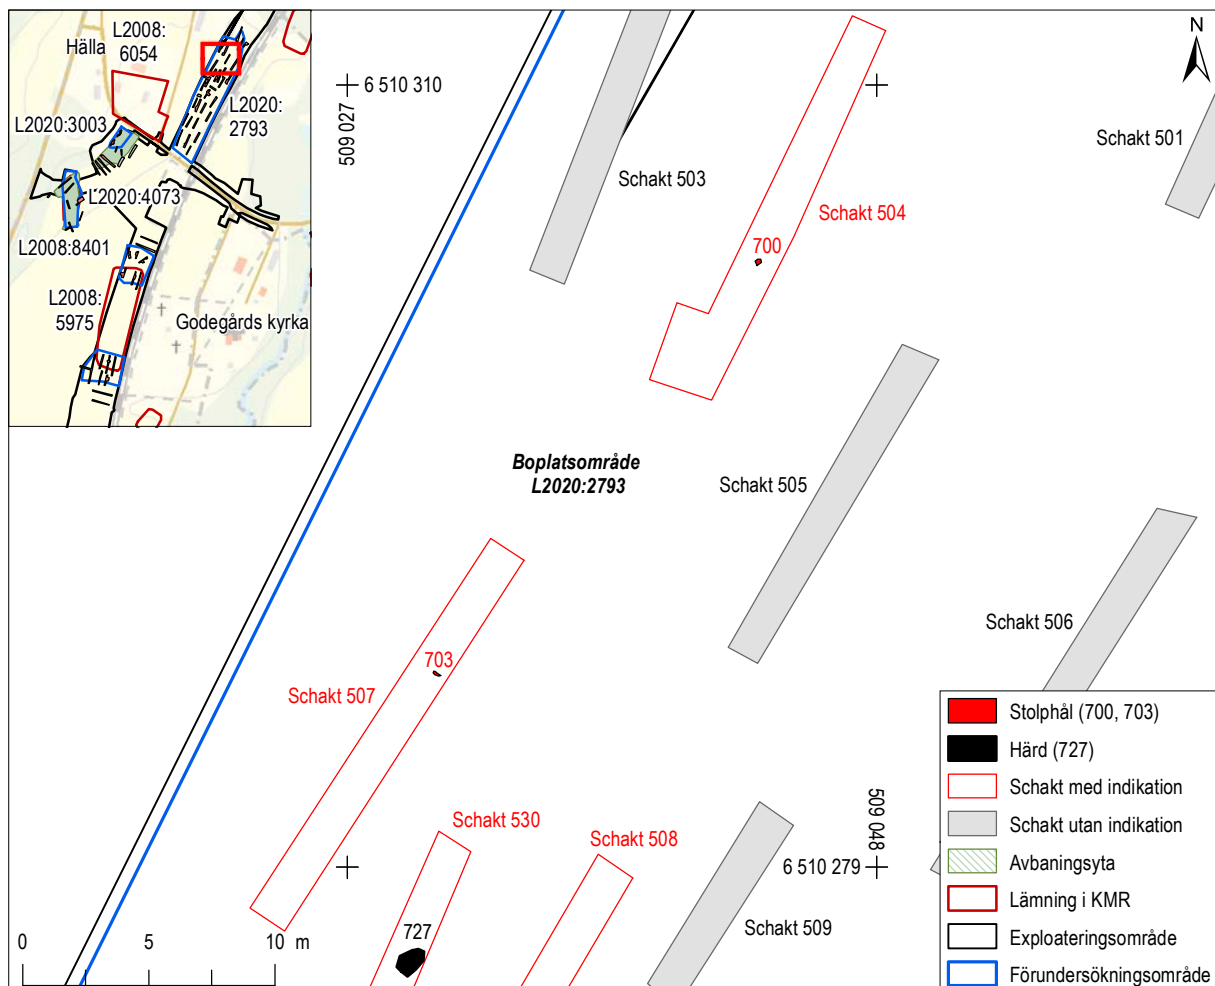 Hälla
L2008:
6054
L2020:3003
L2020:
2793
L2020:4073
L2008:8401
L2008:
5975
Godegårds kyrka
6 510 310
509 027
N
Schakt 501
Schakt 503
Schakt 504
700
Boplatsområde
L2020:2793
Schakt 505
Schakt 506
703
Schakt 507
Schakt 530
Schakt 508
509 048
6 510 279
727
Schakt 509
0 5 10 m
Stolphål (700, 703)
Härd (727)
Schakt med indikation
Schakt utan indikation
Avbaningsyta
Lämning i KMR
Exploateringsområde
Förundersökningsområde